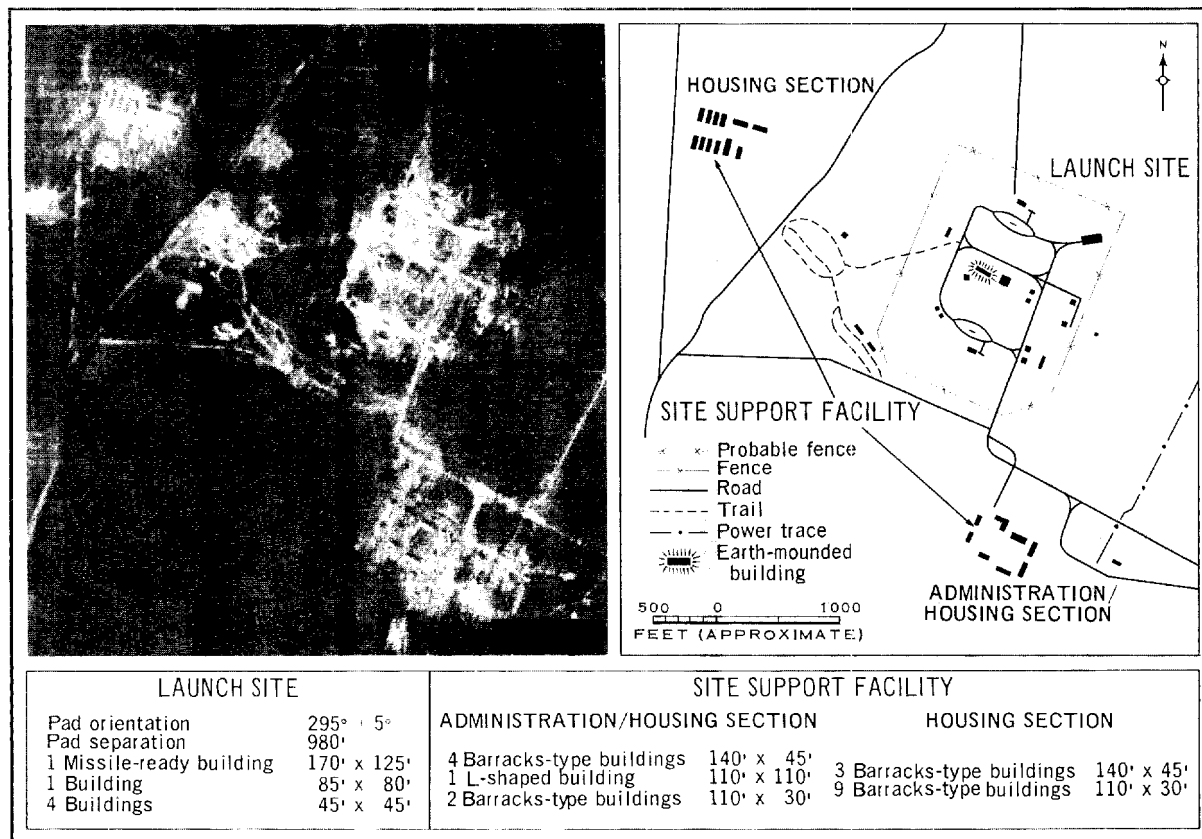 N
HOUSING SECTION
LAUNCH SITE
SITE SUPPORT FACILITY
Probable fence
Fence
Road
Trail
Power trace
Earth-mounded
building
500 0 1000
FEET (APPROXIMATE)
ADMINISTRATION/
HOUSING SECTION
LAUNCH SITE
Pad orientation 295° 5°
Pad separation 980'
1 Missile-ready building 170' x 125'
1 Building 85' x 80'
4 Buildings 45' x 45'
SITE SUPPORT FACILITY
ADMINISTRATION/HOUSING SECTION
4 Barracks-type buildings 140' x 45'
1 L-shaped building 110' x 110'
2 Barracks-type buildings 110' x 30'
HOUSING SECTION
3 Barracks-type buildings 140' x 45'
9 Barracks-type buildings 110' x 30'